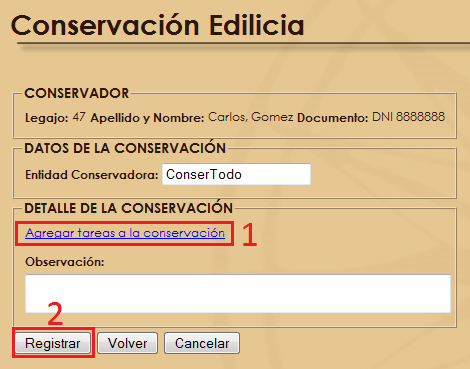 Conservación Edilicia
CONSERVADOR
Legajo: 47 Apellido y Nombre: Carlos, Gomez Documento: DNI 8888888
DATOS DE LA CONSERVACIÓN
Entidad Conservadora: ConserTodo
DETALLE DE LA CONSERVACIÓN
Agregar tareas a la conservación 1
Observación:
2
Registrar Volver Cancelar